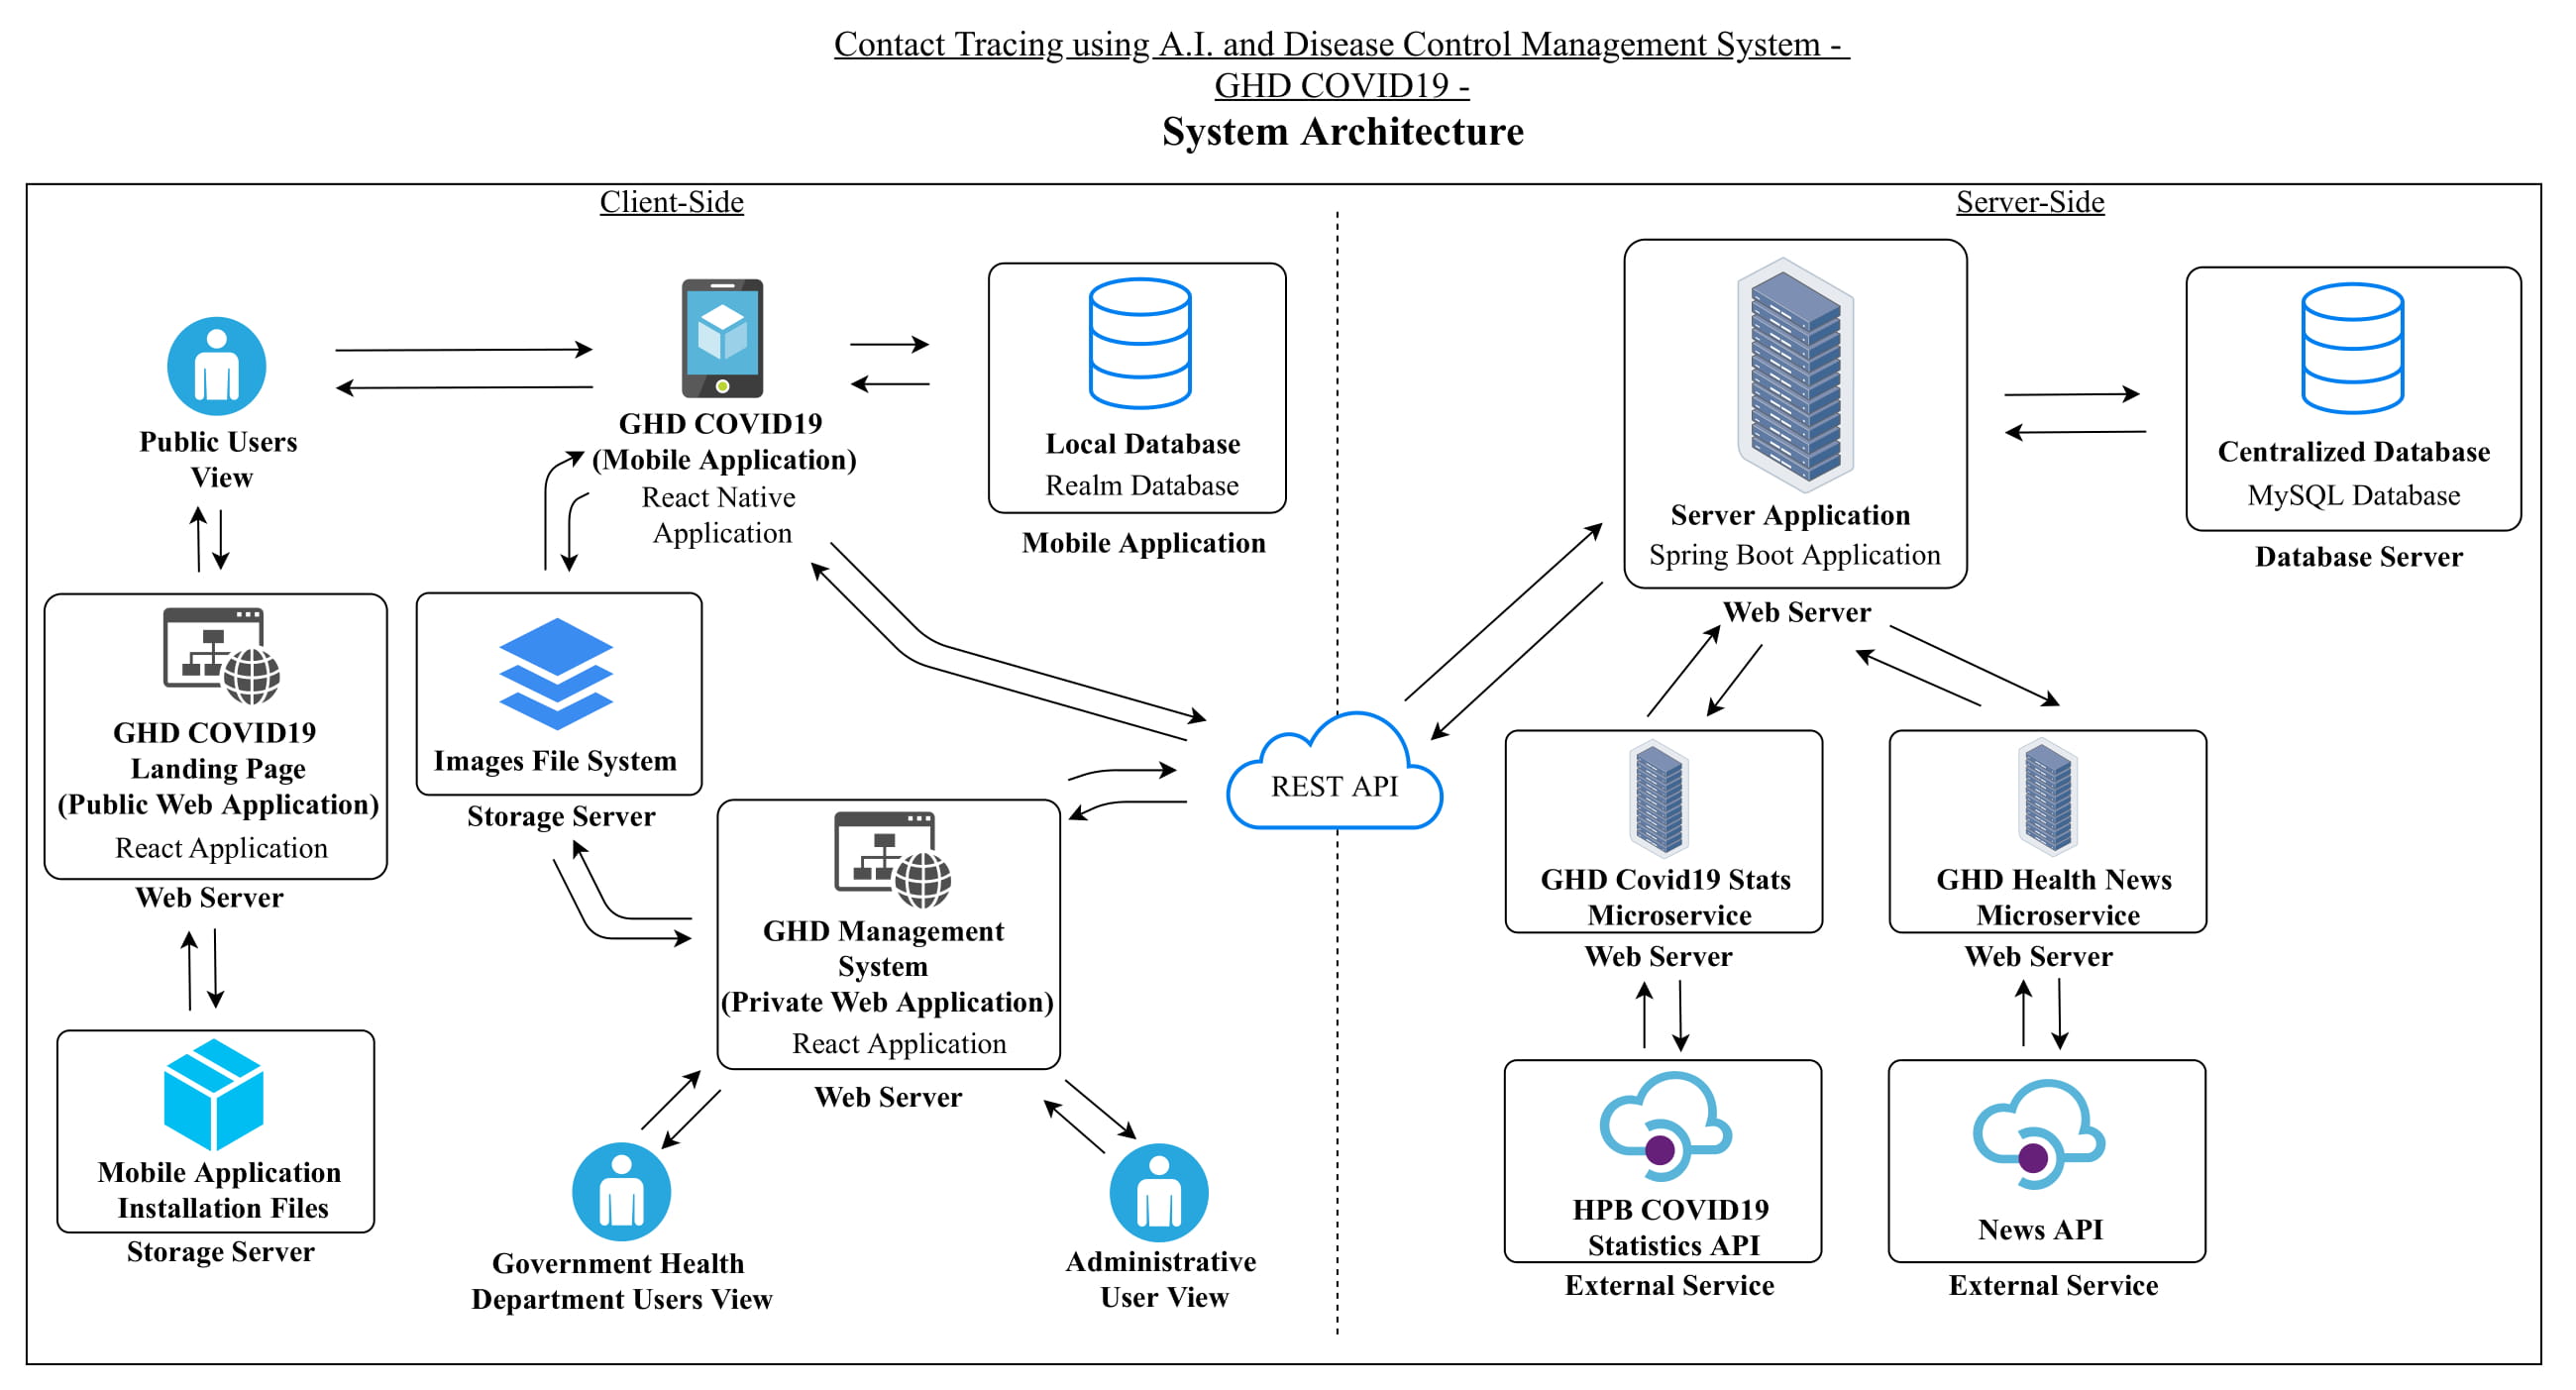 Contact Tracing using A.I. and Disease Control Management System -
GHD COVID19 -
System Architecture
Client-Side
Server-Side
Public Users
View
GHD COVID19
(Mobile Application)
React Native
Application
Local Database
Realm Database
Mobile Application
Server Application
Spring Boot Application
Web Server
Centralized Database
MySQL Database
Database Server
GHD COVID19
Landing Page
(Public Web Application)
React Application
Web Server
Images File System
Storage Server
REST API
GHD Management
System
(Private Web Application)
React Application
Web Server
GHD Covid19 Stats
Microservice
Web Server
GHD Health News
Microservice
Web Server
Mobile Application
Installation Files
Storage Server
Government Health
Department Users View
Administrative
User View
HPB COVID19
Statistics API
External Service
News API
External Service